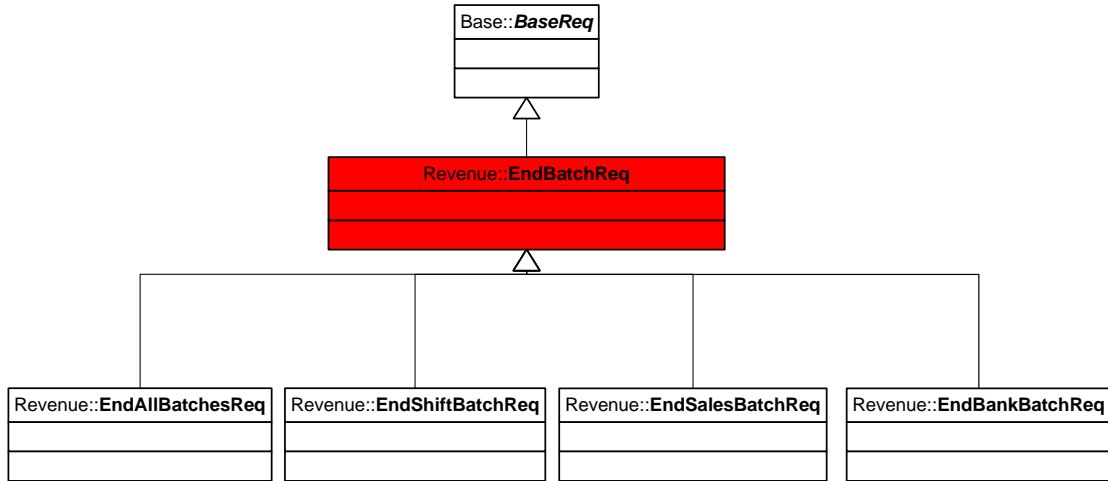 Base::BaseReq
Revenue::EndBatchReq
Revenue::EndAllBatchesReq
Revenue::EndShiftBatchReq
Revenue::EndSalesBatchReq
Revenue::EndBankBatchReq